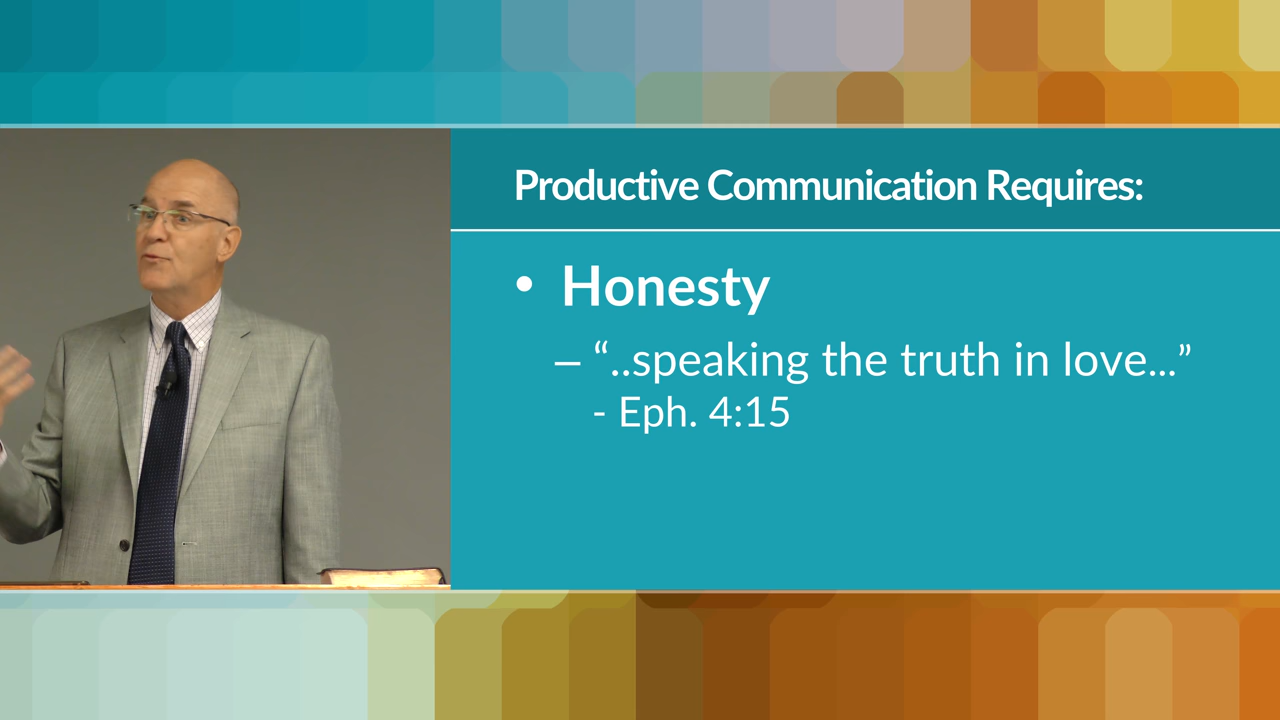 Productive Communication Requires:
• Honesty
– “..speaking the truth in love...”
- Eph. 4:15